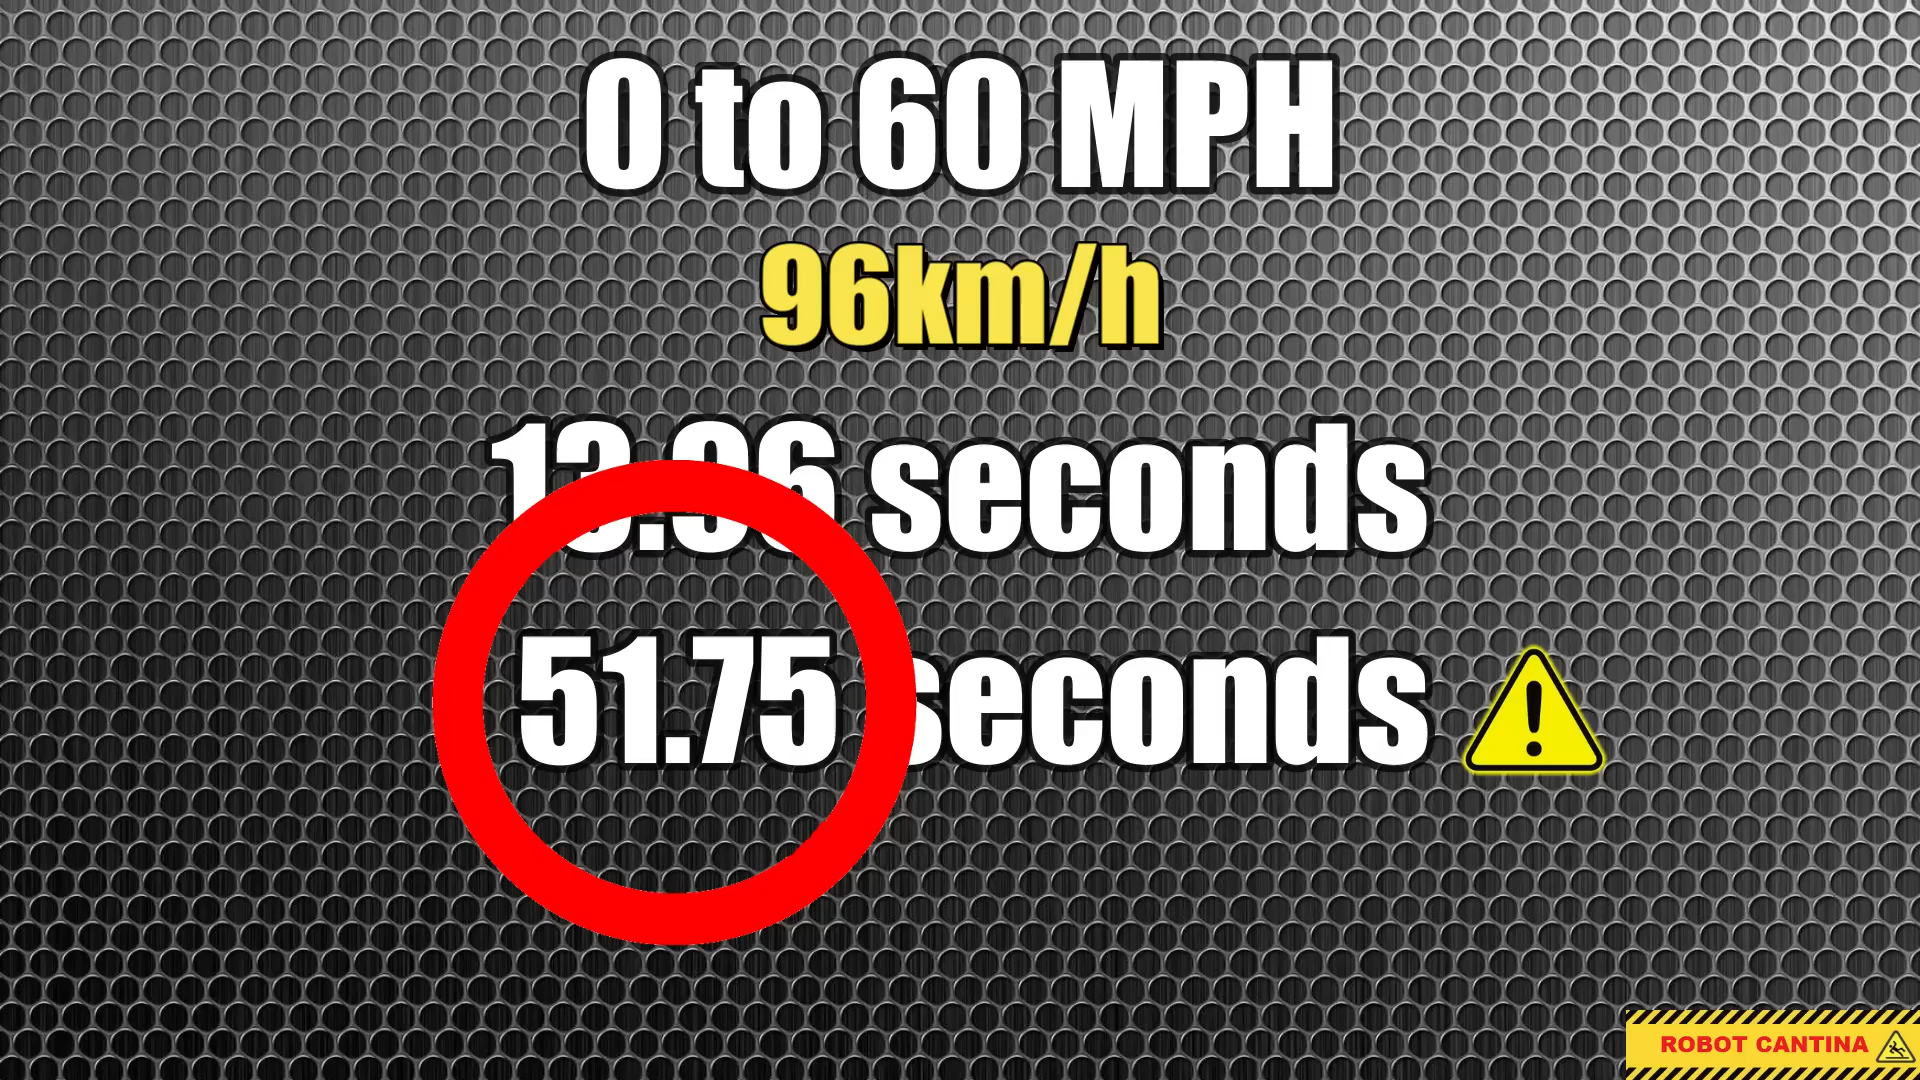 0 to 60 MPH
96km/h
seconds
51.75 seconds
!
ROBOT CANTINA